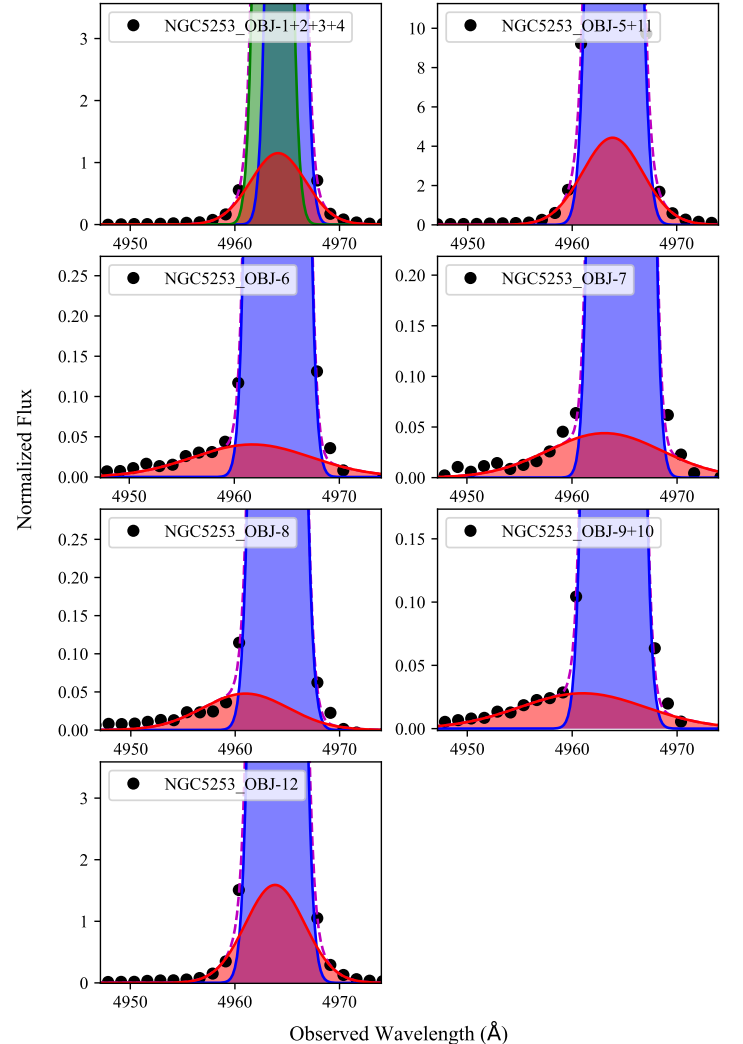 NGC5253_OBJ-1+2+3+4
3
2
1
0
4950 4960 4970
NGC5253_OBJ-5+11
10
8
6
4
2
0
4950 4960 4970
NGC5253_OBJ-6
0.25
0.20
0.15
0.10
0.05
0.00
4950 4960 4970
NGC5253_OBJ-7
0.20
0.15
0.10
0.05
0.00
4950 4960 4970
NGC5253_OBJ-8
0.25
0.20
0.15
0.10
0.05
0.00
4950 4960 4970
NGC5253_OBJ-9+10
0.15
0.10
0.05
0.00
4950 4960 4970
NGC5253_OBJ-12
3
2
1
0
4950 4960 4970
Normalized Flux
Observed Wavelength (Å)